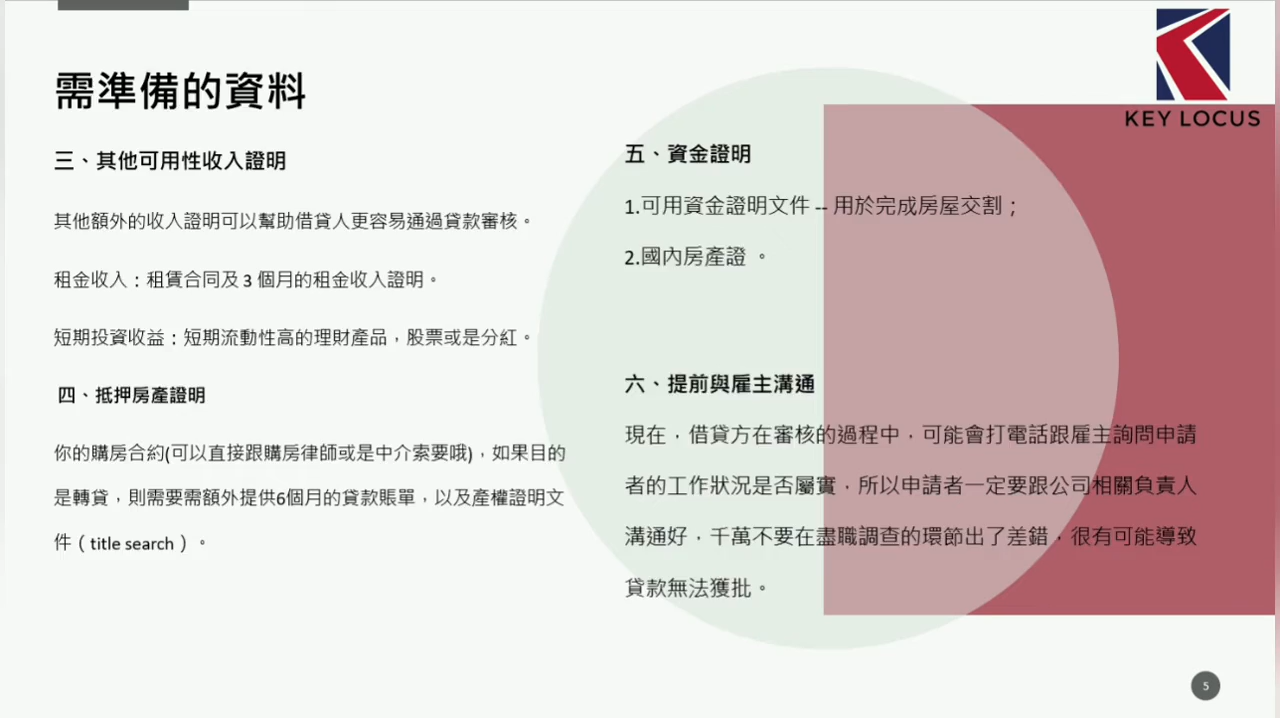 需準備的資料
三、其他可用性收入證明
其他額外的收入證明可以幫助借貸人更容易通過貸款審核。
租金收入：租賃合同及 3 個月的租金收入證明。
短期投資收益：短期流動性高的理財產品，股票或是分紅。
四、抵押房產證明
你的購房合約(可以直接跟購房律師或是中介索要哦)，如果目的
是轉貸，則需要需額外提供6個月的貸款賬單，以及產權證明文
件（title search）。
KEY LOCUS
五、資金證明
1.可用資金證明文件 -- 用於完成房屋交割；
2.國內房產證 。
六、提前與雇主溝通
現在，借貸方在審核的過程中，可能會打電話跟雇主詢問申請
者的工作狀況是否屬實，所以申請者一定要跟公司相關負責人
溝通好，千萬不要在盡職調查的環節出了差錯，很有可能導致
貸款無法獲批。
5